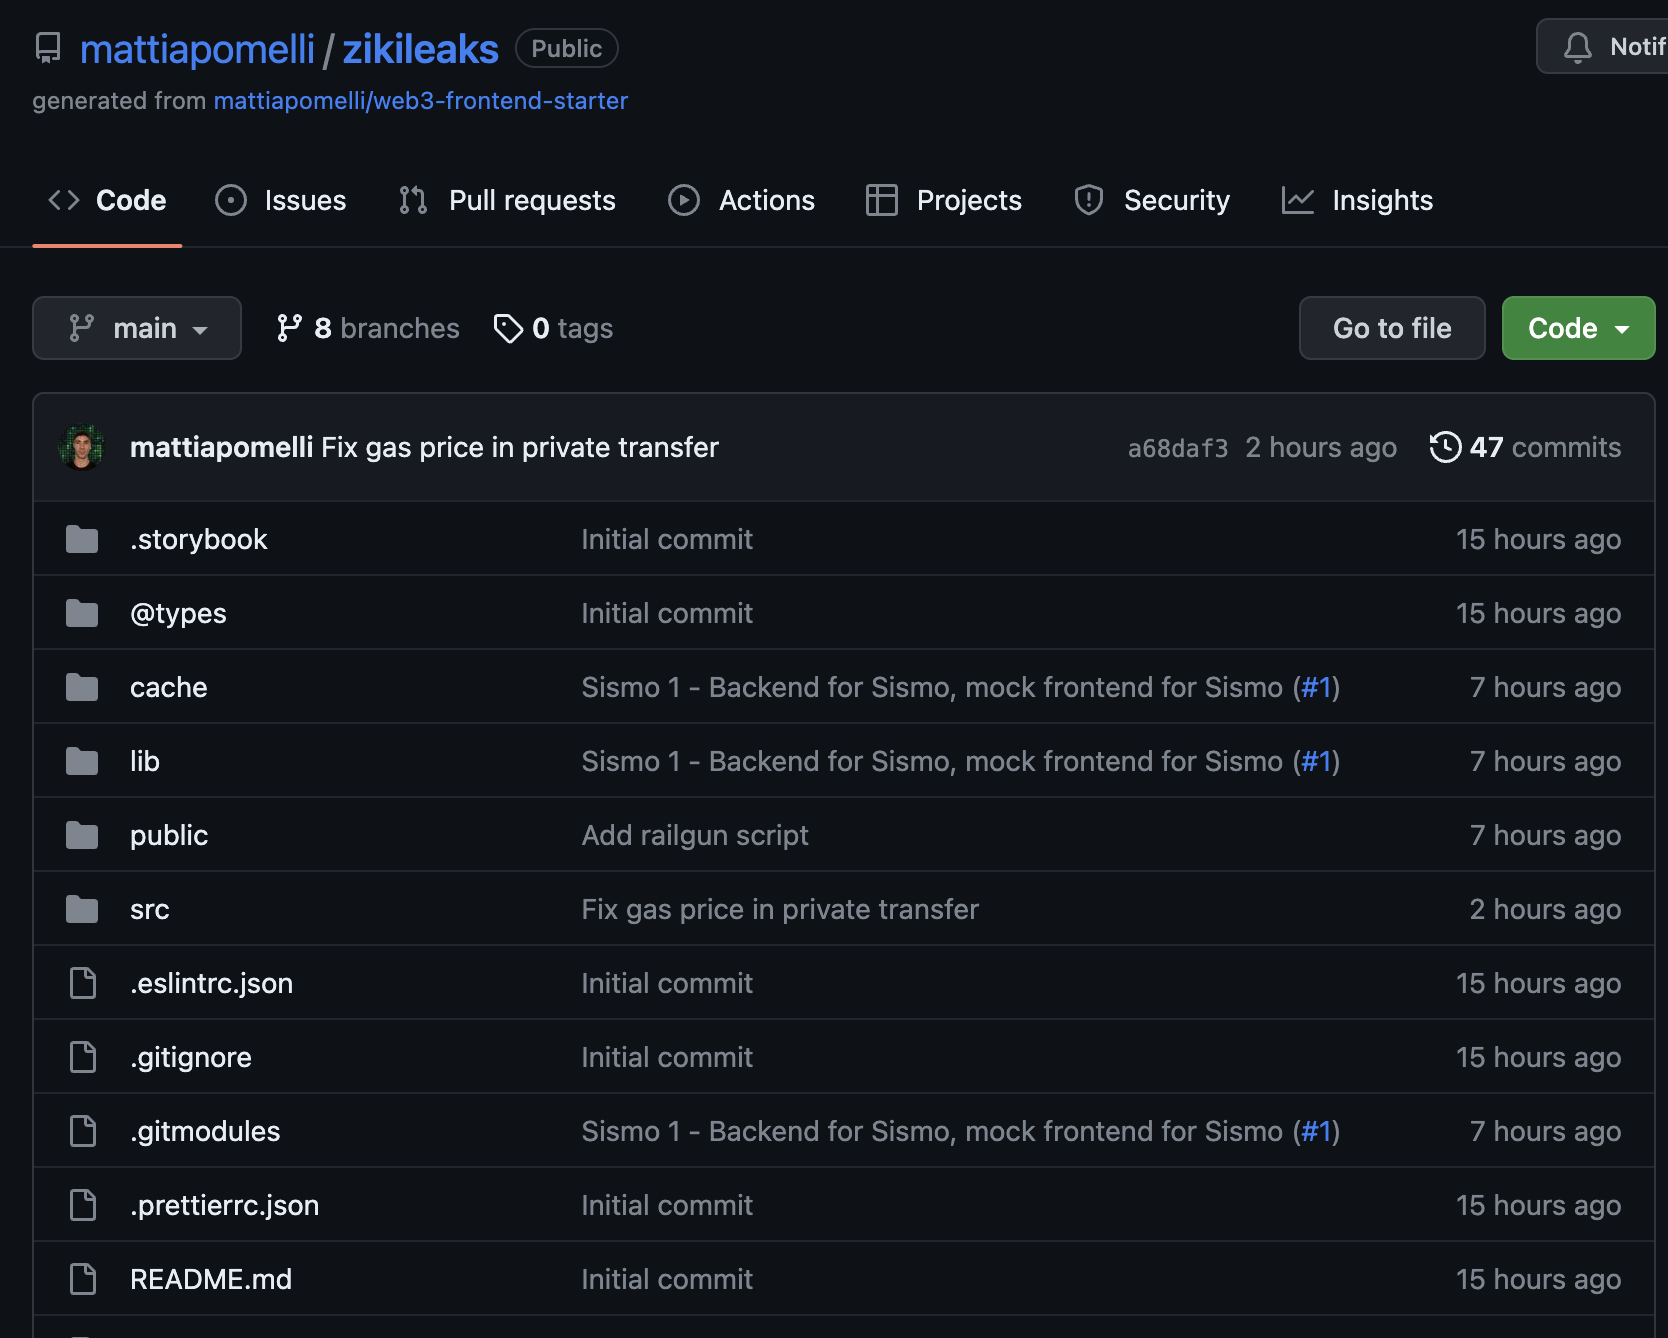 mattiapomelli / zikileaks Public
Notif
generated from mattiapomelli/web3-frontend-starter
Code Issues Pull requests Actions Projects Security Insights
main 8 branches 0 tags Go to file Code
mattiapomelli Fix gas price in private transfer a68daf3 2 hours ago 47 commits
.storybook Initial commit 15 hours ago
@types Initial commit 15 hours ago
cache Sismo 1 - Backend for Sismo, mock frontend for Sismo (#1) 7 hours ago
lib Sismo 1 - Backend for Sismo, mock frontend for Sismo (#1) 7 hours ago
public Add railgun script 7 hours ago
src Fix gas price in private transfer 2 hours ago
.eslintrc.json Initial commit 15 hours ago
.gitignore Initial commit 15 hours ago
.gitmodules Sismo 1 - Backend for Sismo, mock frontend for Sismo (#1) 7 hours ago
.prettierrc.json Initial commit 15 hours ago
README.md Initial commit 15 hours ago